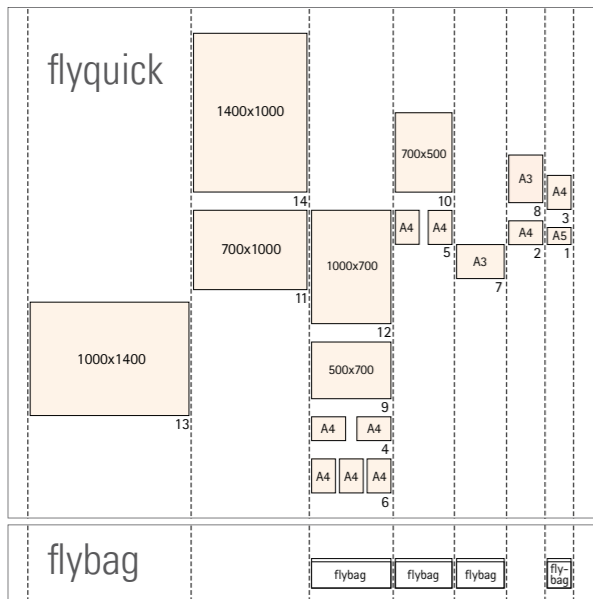 flyquick
1400x1000
14
700x500
10
A3
8
A4
3
700x1000
11
1000x700
12
A4 A4
5
A3
7
A4
2
A5
1
1000x1400
13
500x700
9
A4 A4
4
A4 A4 A4
6
flybag
flybag
flybag
flybag
fly-
bag